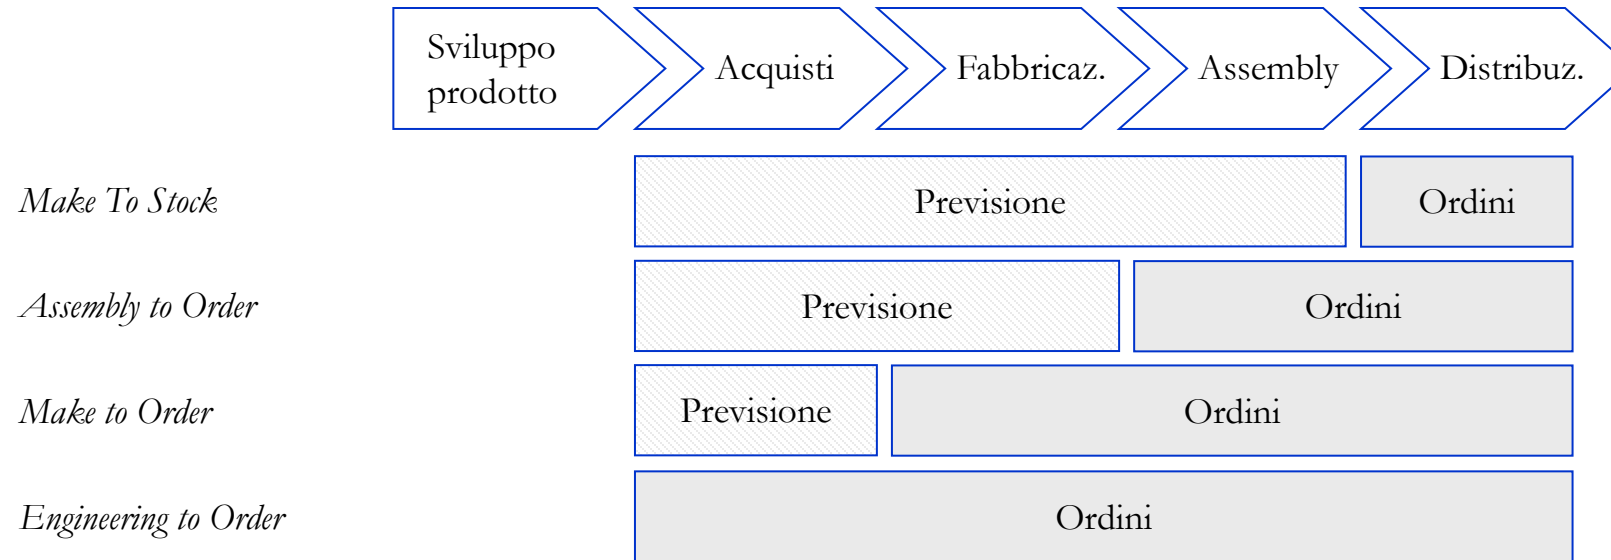 Sviluppo
prodotto
Acquisti
Fabbricaz.
Assembly
Distribuz.
Make To Stock
Previsione
Ordini
Assembly to Order
Previsione
Ordini
Make to Order
Previsione
Ordini
Engineering to Order
Ordini